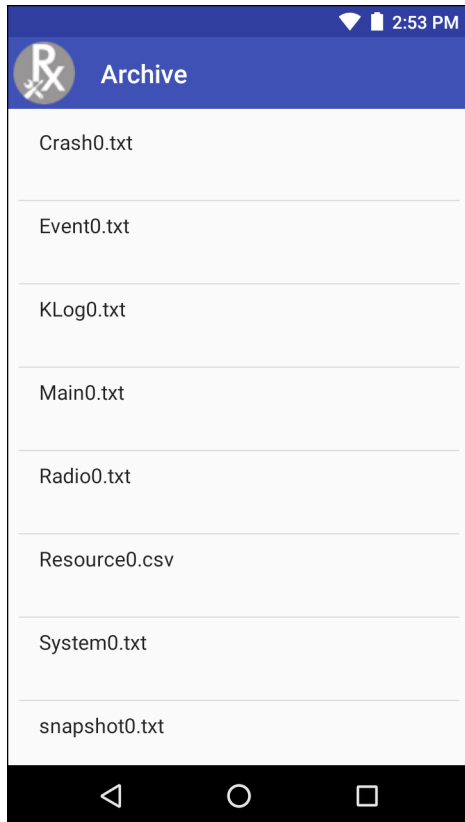 2:53 PM
Rx
Archive
Crash0.txt
Event0.txt
KLog0.txt
Main0.txt
Radio0.txt
Resource0.csv
System0.txt
snapshot0.txt